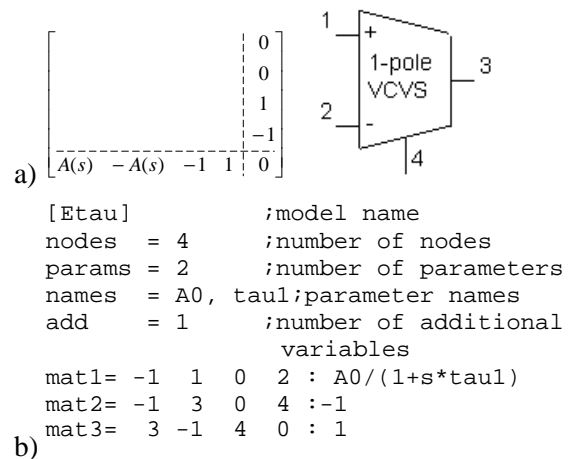 0
0
1
−1
A(s) −A(s) −1 1 0
a)
1
+
1-pole
VCVS
3
2
-
4
[Etau] ;model name
nodes = 4 ;number of nodes
params = 2 ;number of parameters
names = A0, tau1;parameter names
add = 1 ;number of additional
variables
mat1= -1 1 0 2 : A0/(1+s*tau1)
mat2= -1 3 0 4 :-1
mat3= 3 -1 4 0 : 1
b)